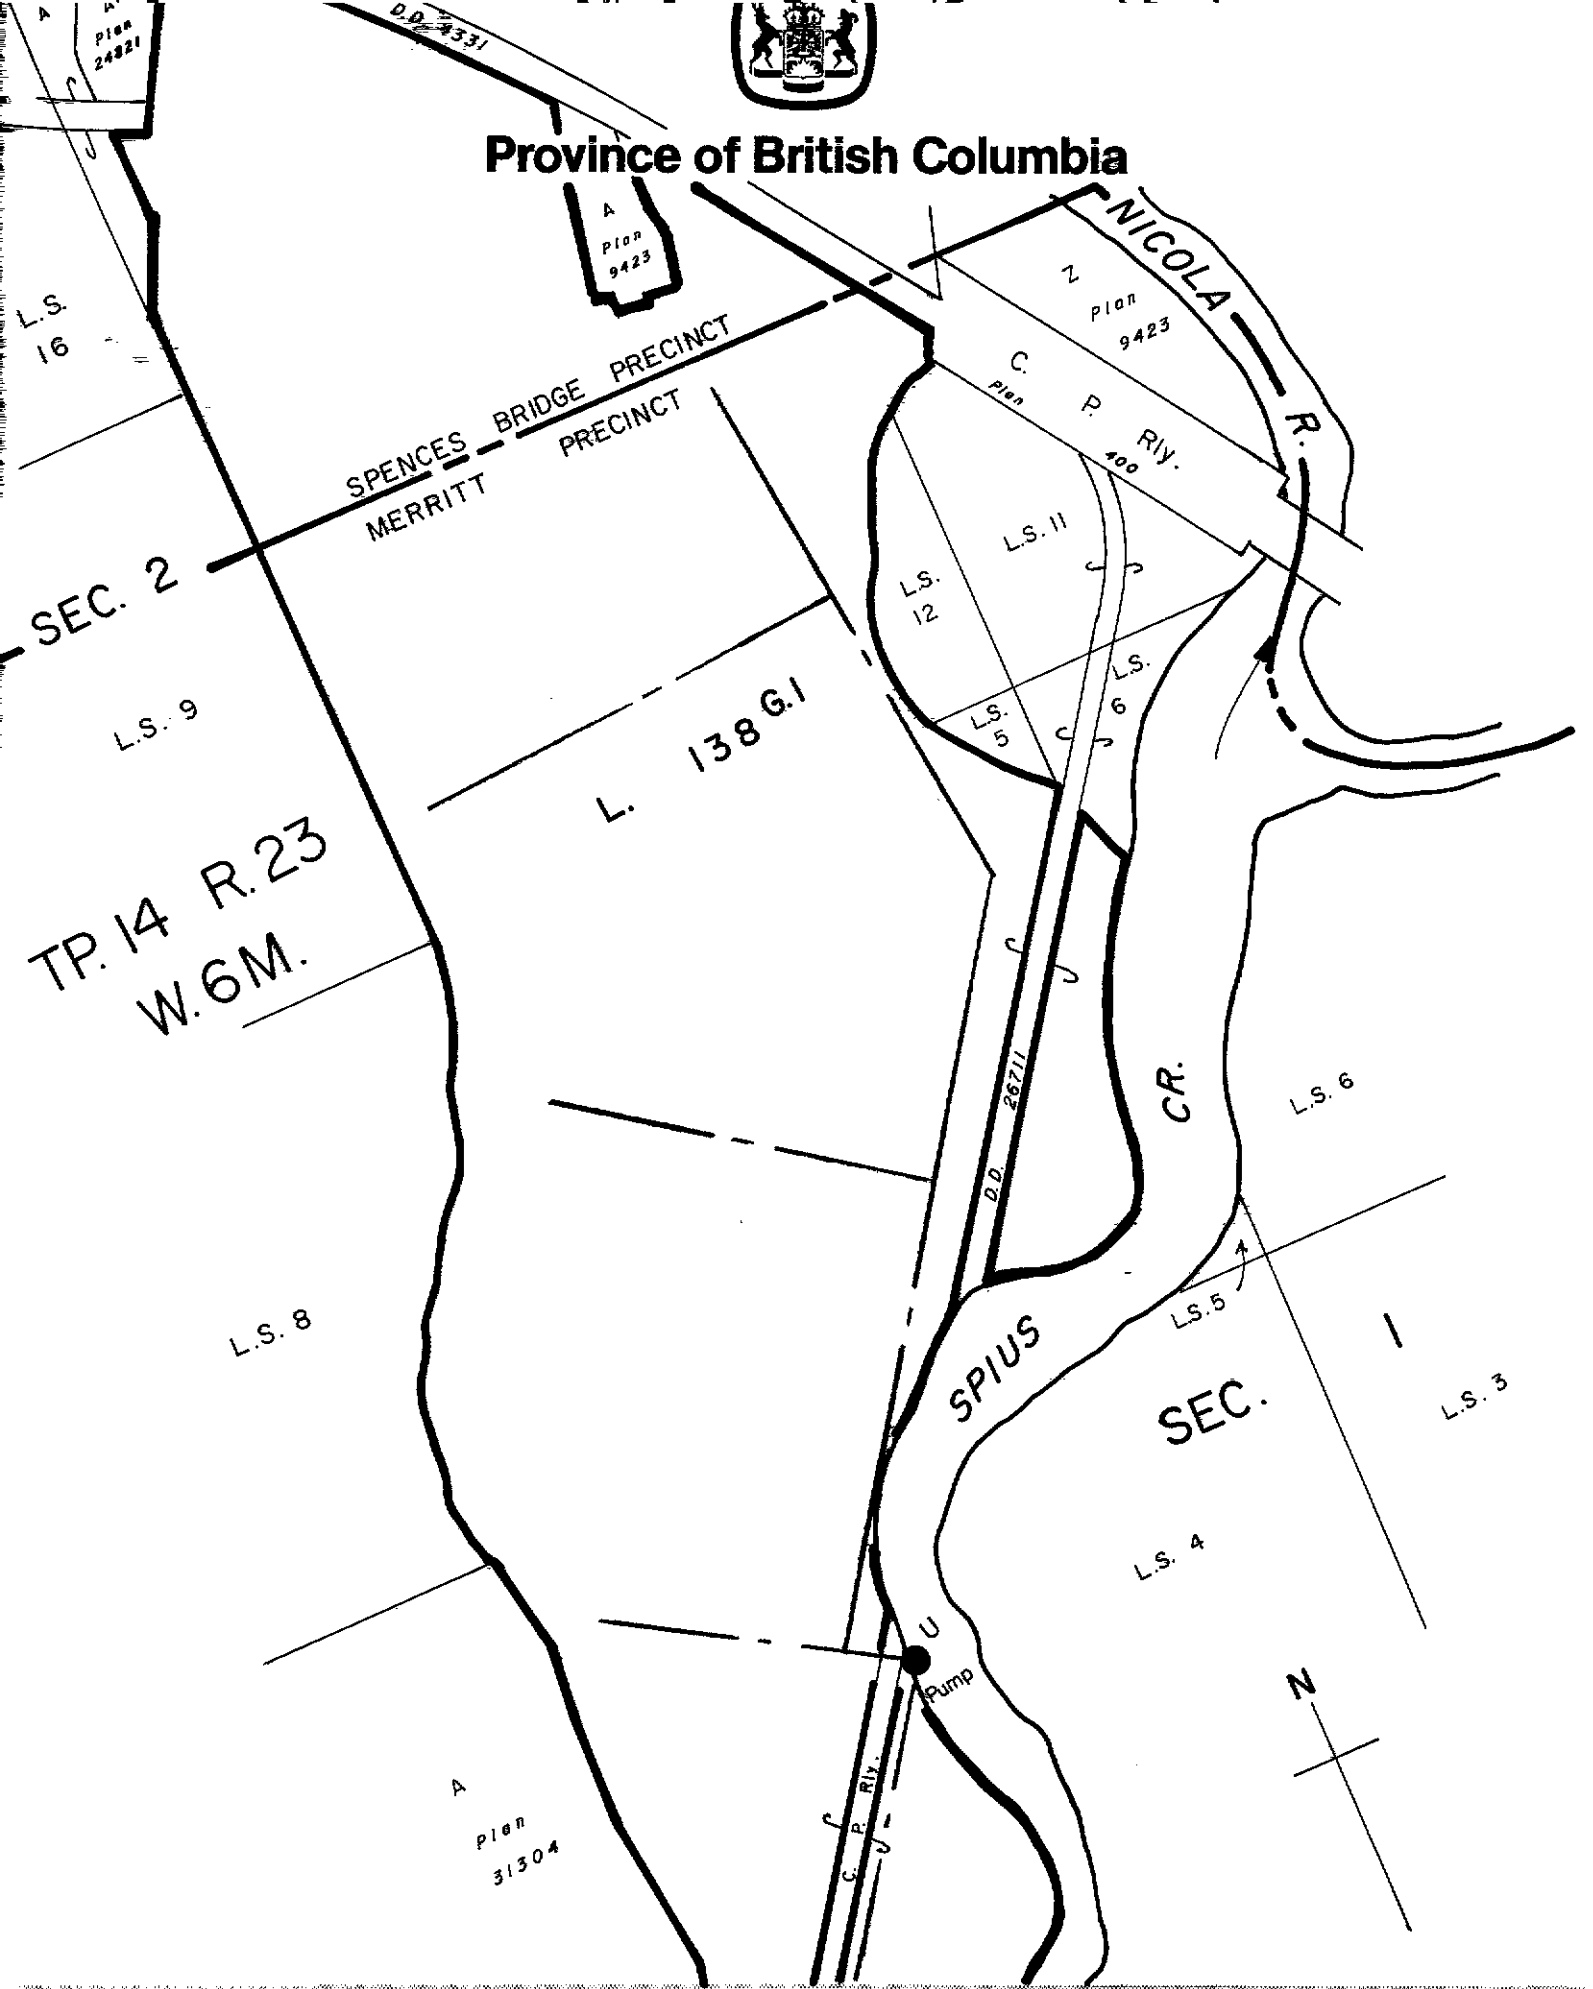 A
Plan
24821
D.D. 4331
Province of British Columbia
A
Plan
9423
NICOLA R.
Z
Plan
9423
L.S.
16
SPENCES BRIDGE PRECINCT
MERRITT PRECINCT
C. P. Rly.
Plan 400
L.S. 11
L.S.
12
SEC. 2
L.S.
6
L.S.
5
L.S. 9
L. 138 G.1
TP. 14 R. 23
W. 6 M.
D.D. 26711
SPIUS CR.
L.S. 6
L.S. 8
L.S. 5
SEC. 1
L.S. 3
L.S. 4
U
Pump
N
C. P. Rly.
A
Plan
31304